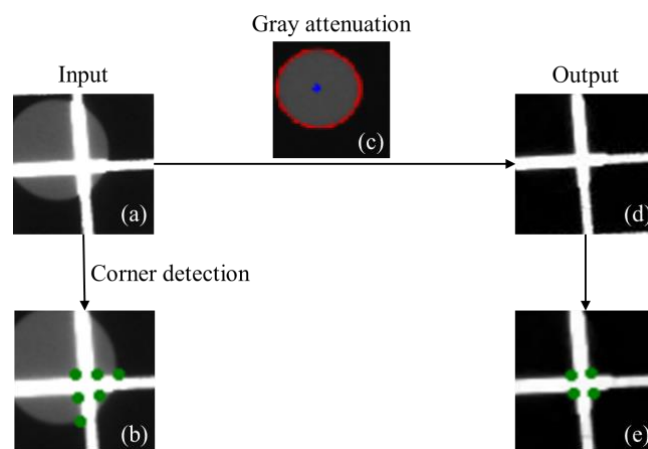 Gray attenuation
Input
Output
(c)
(a)
(d)
Corner detection
(b)
(e)